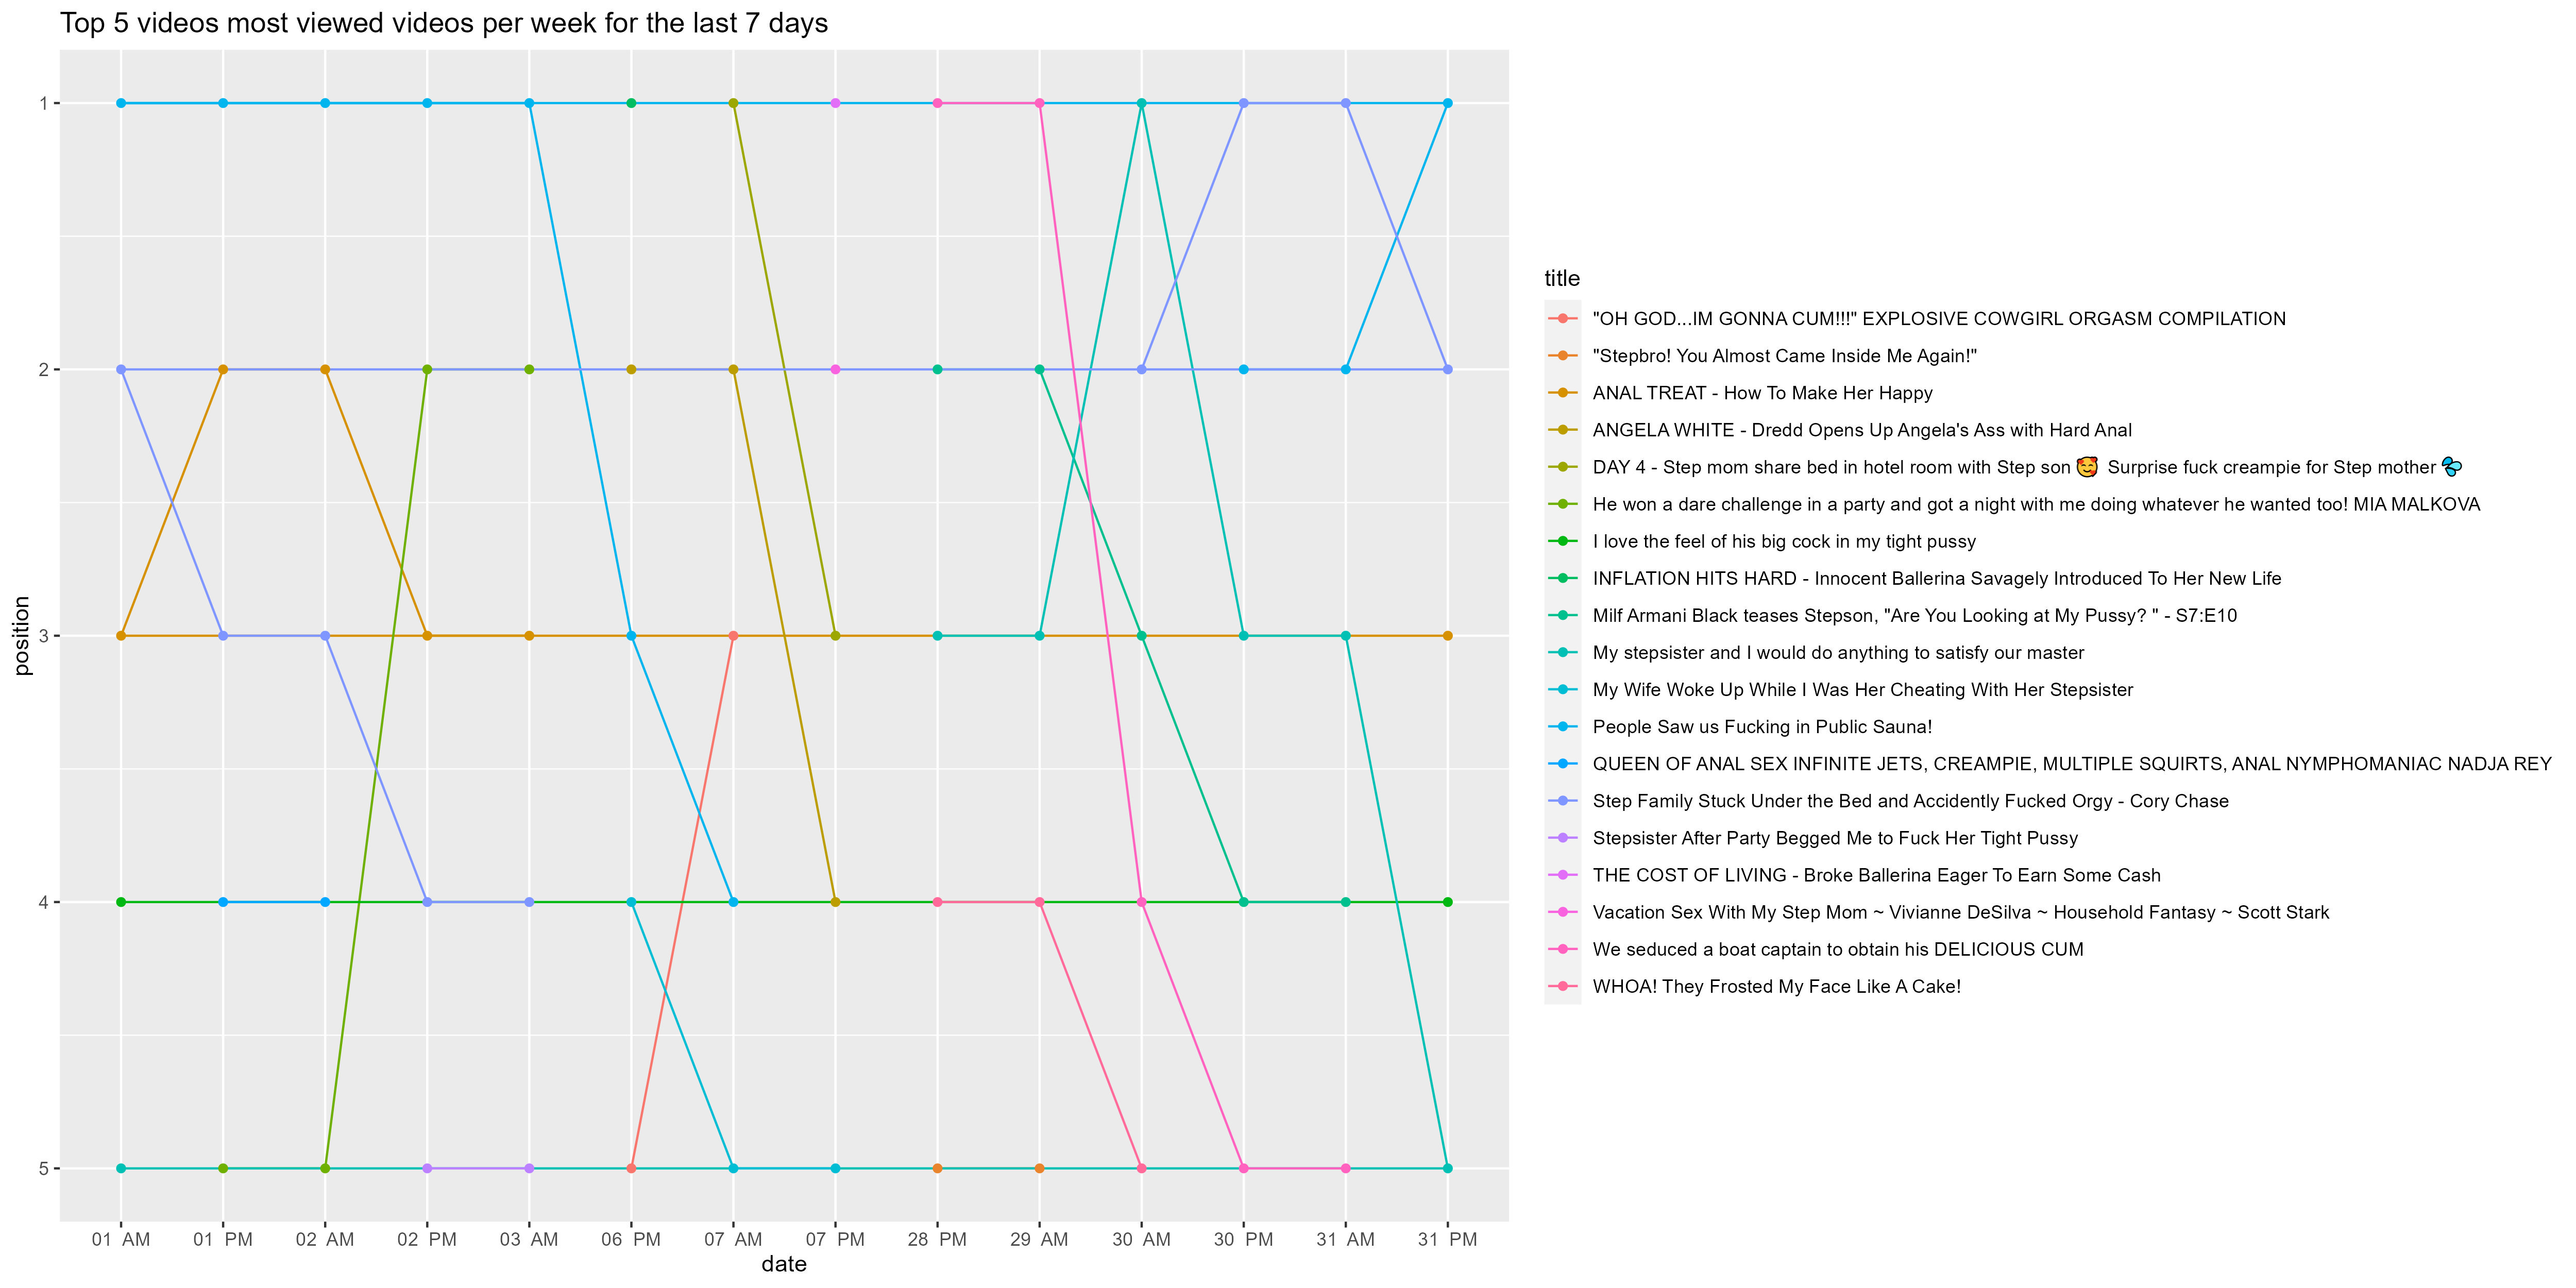 Top 5 videos most viewed videos per week for the last 7 days
position
1
2
3
4
5
01 AM 01 PM 02 AM 02 PM 03 AM 06 PM 07 AM 07 PM 28 PM 29 AM 30 AM 30 PM 31 AM 31 PM
date
title
"OH GOD...IM GONNA CUM!!!" EXPLOSIVE COWGIRL ORGASM COMPILATION
"Stepbro! You Almost Came Inside Me Again!"
ANAL TREAT - How To Make Her Happy
ANGELA WHITE - Dredd Opens Up Angela's Ass with Hard Anal
DAY 4 - Step mom share bed in hotel room with Step son 🥰 Surprise fuck creampie for Step mother 💦
He won a dare challenge in a party and got a night with me doing whatever he wanted too! MIA MALKOVA
I love the feel of his big cock in my tight pussy
INFLATION HITS HARD - Innocent Ballerina Savagely Introduced To Her New Life
Milf Armani Black teases Stepson, "Are You Looking at My Pussy? " - S7:E10
My stepsister and I would do anything to satisfy our master
My Wife Woke Up While I Was Her Cheating With Her Stepsister
People Saw us Fucking in Public Sauna!
QUEEN OF ANAL SEX INFINITE JETS, CREAMPIE, MULTIPLE SQUIRTS, ANAL NYMPHOMANIAC NADJA REY
Step Family Stuck Under the Bed and Accidently Fucked Orgy - Cory Chase
Stepsister After Party Begged Me to Fuck Her Tight Pussy
THE COST OF LIVING - Broke Ballerina Eager To Earn Some Cash
Vacation Sex With My Step Mom ~ Vivianne DeSilva ~ Household Fantasy ~ Scott Stark
We seduced a boat captain to obtain his DELICIOUS CUM
WHOA! They Frosted My Face Like A Cake!